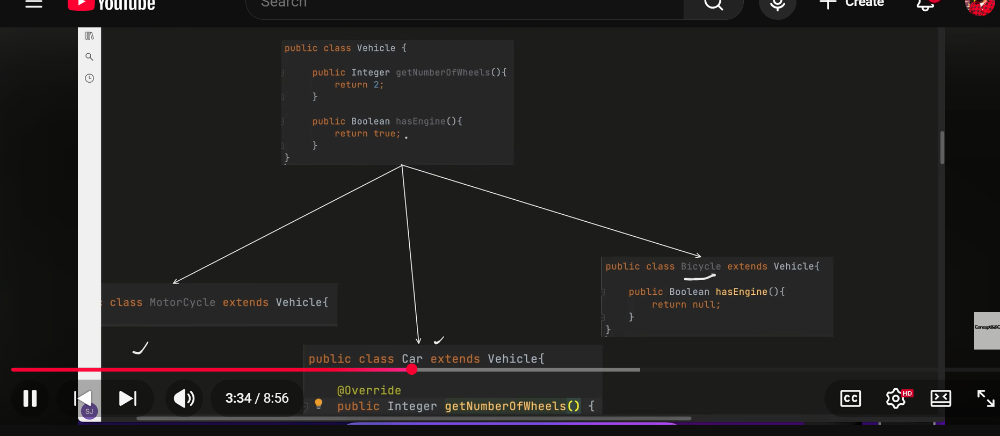 YouTube
Search
Create
public class Vehicle {
public Integer getNumberOfWheels(){
return 2;
}
public Boolean hasEngine(){
return true;
}
}
class MotorCycle extends Vehicle{
public class Bicycle extends Vehicle{
public Boolean hasEngine(){
return null;
}
}
public class Car extends Vehicle{
@Override
public Integer getNumberOfWheels() {
3:34 / 8:56
SJ
CC
HD
Concept&&C